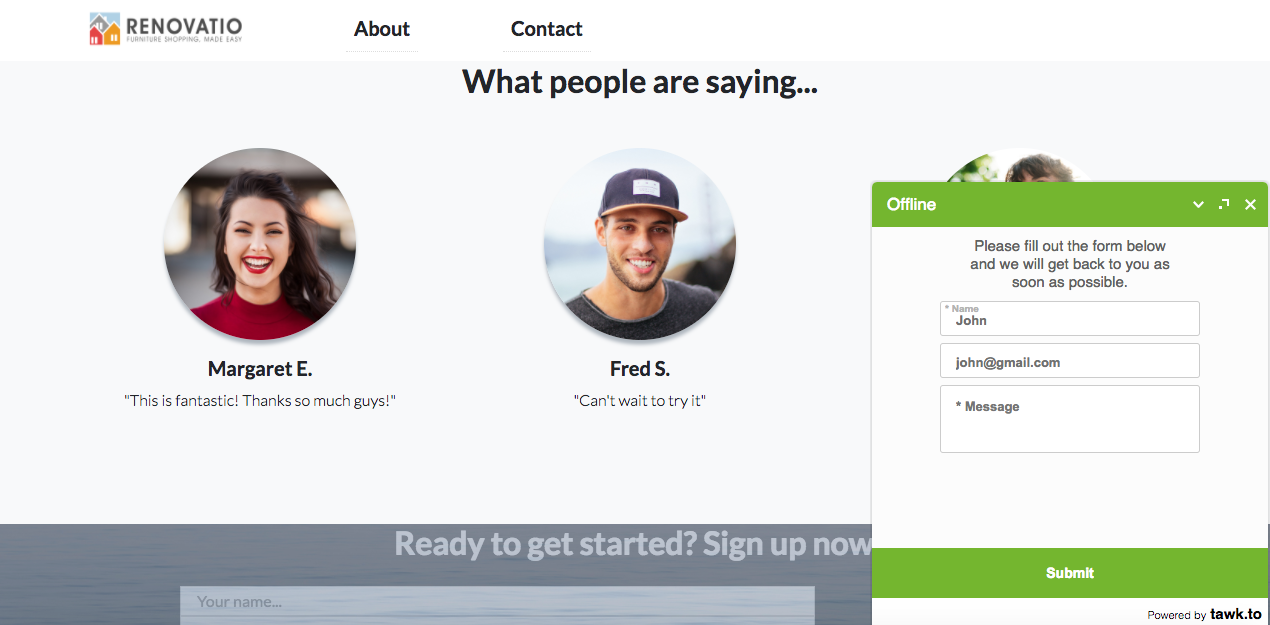 RENOVATIO
FURNITURE SHOPPING, MADE EASY
About
Contact
What people are saying...
Margaret E.
"This is fantastic! Thanks so much guys!"
Fred S.
"Can't wait to try it"
Offline
Please fill out the form below
and we will get back to you as
soon as possible.
* Name
John
john@gmail.com
* Message
Submit
Powered by tawk.to
Ready to get started? Sign up now
Your name...